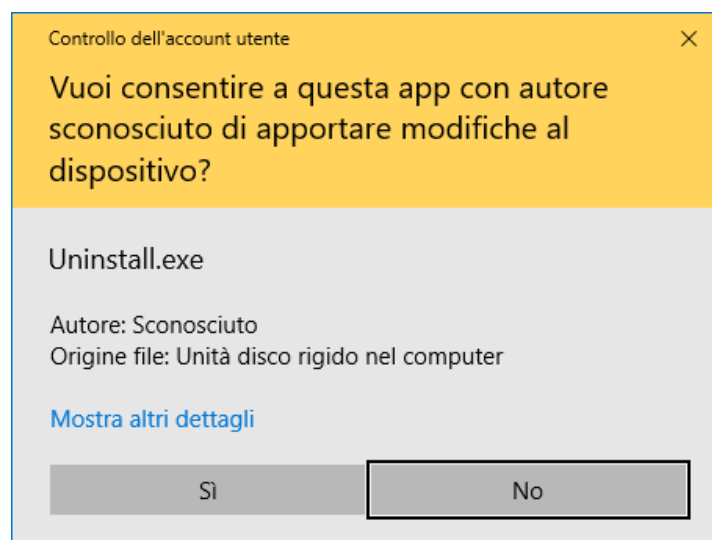 Controllo dell'account utente
Vuoi consentire a questa app con autore
sconosciuto di apportare modifiche al
dispositivo?
Uninstall.exe
Autore: Sconosciuto
Origine file: Unità disco rigido nel computer
Mostra altri dettagli
Sì
No